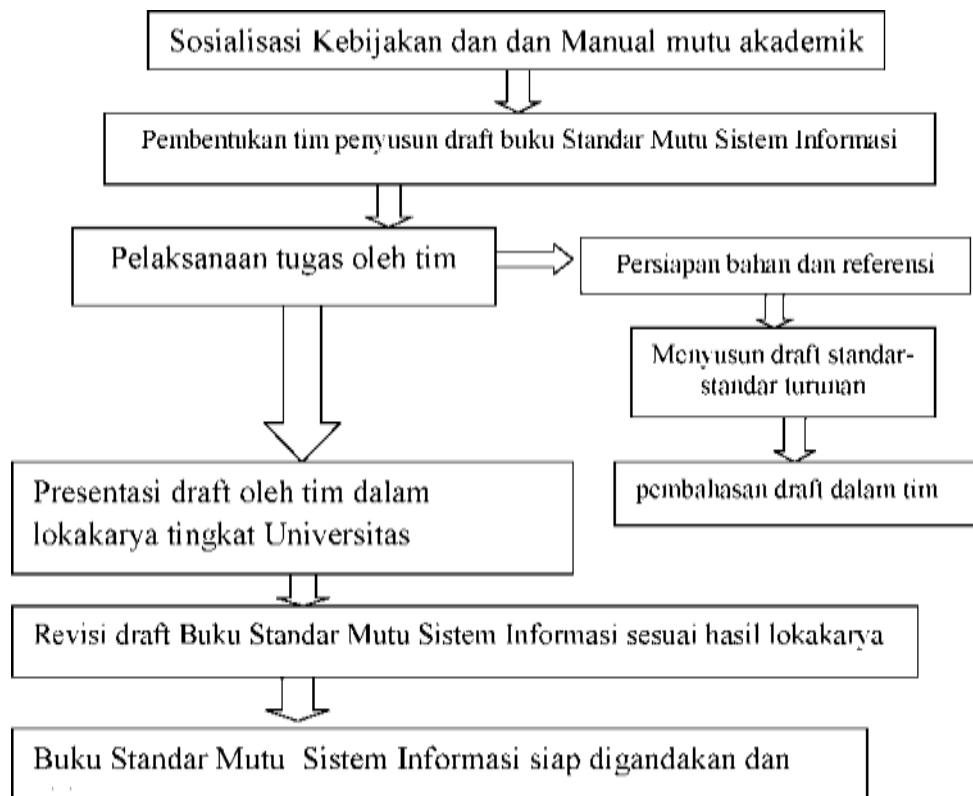 Sosialisasi Kebijakan dan dan Manual mutu akademik
Pembentukan tim penyusun draft buku Standar Mutu Sistem Informasi
Pelaksanaan tugas oleh tim
Persiapan bahan dan referensi
Menyusun draft standar-
standar turunan
pembahasan draft dalam tim
Presentasi draft oleh tim dalam
lokakarya tingkat Universitas
Revisi draft Buku Standar Mutu Sistem Informasi sesuai hasil lokakarya
Buku Standar Mutu Sistem Informasi siap digandakan dan